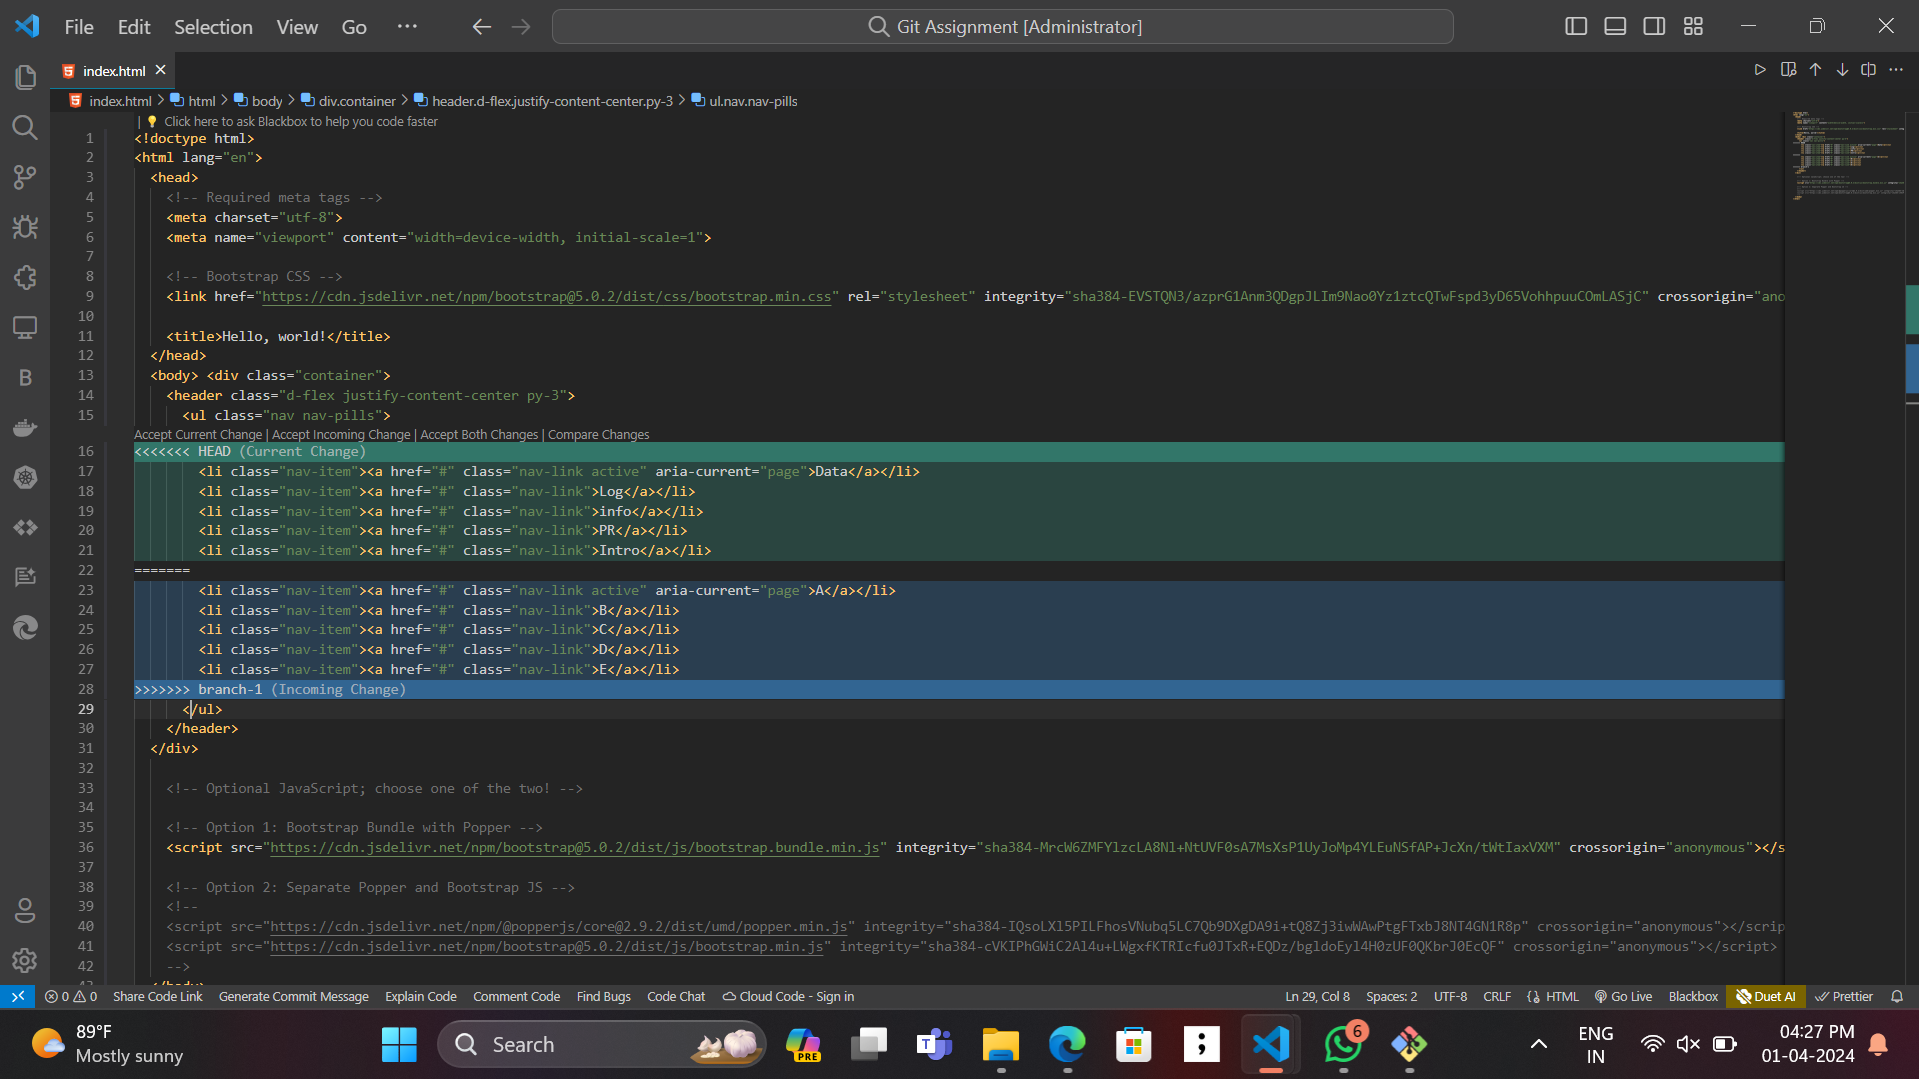 File Edit Selection View Go ··· Git Assignment [Administrator]
index.html
index.html > html > body > div.container > header.d-flex.justify-content-center.py-3 > ul.nav.nav-pills
| Click here to ask Blackbox to help you code faster
1 <!doctype html>
2 <html lang="en">
3 <head>
4 <!-- Required meta tags -->
5 <meta charset="utf-8">
6 <meta name="viewport" content="width=device-width, initial-scale=1">
7
8 <!-- Bootstrap CSS -->
9 <link href="https://cdn.jsdelivr.net/npm/bootstrap@5.0.2/dist/css/bootstrap.min.css" rel="stylesheet" integrity="sha384-EVSTQN3/azprG1Anm3QDgpJLIm9Nao0Yz1ztcQTwFspd3yD65VohhpuuCOmLASjC" crossorigin="ano
10
11 <title>Hello, world!</title>
12 </head>
13 <body> <div class="container">
14 <header class="d-flex justify-content-center py-3">
15 <ul class="nav nav-pills">
Accept Current Change | Accept Incoming Change | Accept Both Changes | Compare Changes
16 <<<<<<< HEAD (Current Change)
17 <li class="nav-item"><a href="#" class="nav-link active" aria-current="page">Data</a></li>
18 <li class="nav-item"><a href="#" class="nav-link">Log</a></li>
19 <li class="nav-item"><a href="#" class="nav-link">info</a></li>
20 <li class="nav-item"><a href="#" class="nav-link">PR</a></li>
21 <li class="nav-item"><a href="#" class="nav-link">Intro</a></li>
22 =======
23 <li class="nav-item"><a href="#" class="nav-link active" aria-current="page">A</a></li>
24 <li class="nav-item"><a href="#" class="nav-link">B</a></li>
25 <li class="nav-item"><a href="#" class="nav-link">C</a></li>
26 <li class="nav-item"><a href="#" class="nav-link">D</a></li>
27 <li class="nav-item"><a href="#" class="nav-link">E</a></li>
28 >>>>>>> branch-1 (Incoming Change)
29 </ul>
30 </header>
31 </div>
32
33 <!-- Optional JavaScript; choose one of the two! -->
34
35 <!-- Option 1: Bootstrap Bundle with Popper -->
36 <script src="https://cdn.jsdelivr.net/npm/bootstrap@5.0.2/dist/js/bootstrap.bundle.min.js" integrity="sha384-MrcW6ZMFYlzcLA8Nl+NtUVF0sA7MsXsP1UyJoMp4YLEuNSfAP+JcXn/tWtIaxVXM" crossorigin="anonymous"></s
37
38 <!-- Option 2: Separate Popper and Bootstrap JS -->
39 <!--
40 <script src="https://cdn.jsdelivr.net/npm/@popperjs/core@2.9.2/dist/umd/popper.min.js" integrity="sha384-IQsoLXl5PILFhosVNubq5LC7Qb9DXgDA9i+tQ8Zj3iwWAwPtgFTxbJ8NT4GN1R8p" crossorigin="anonymous"></scrip
41 <script src="https://cdn.jsdelivr.net/npm/bootstrap@5.0.2/dist/js/bootstrap.min.js" integrity="sha384-cVKIPhGWiC2Al4u+LWgxfKTRIcfu0JTxR+EQDz/bgldoEyl4H0zUF0QKbrJ0EcQF" crossorigin="anonymous"></script>
42 -->
0 0 Share Code Link Generate Commit Message Explain Code Comment Code Find Bugs Code Chat Cloud Code - Sign in Ln 29, Col 8 Spaces: 2 UTF-8 CRLF {} HTML Go Live Blackbox Duet AI Prettier
89°F
Mostly sunny
Search
PRE
6
ENG
IN
04:27 PM
01-04-2024